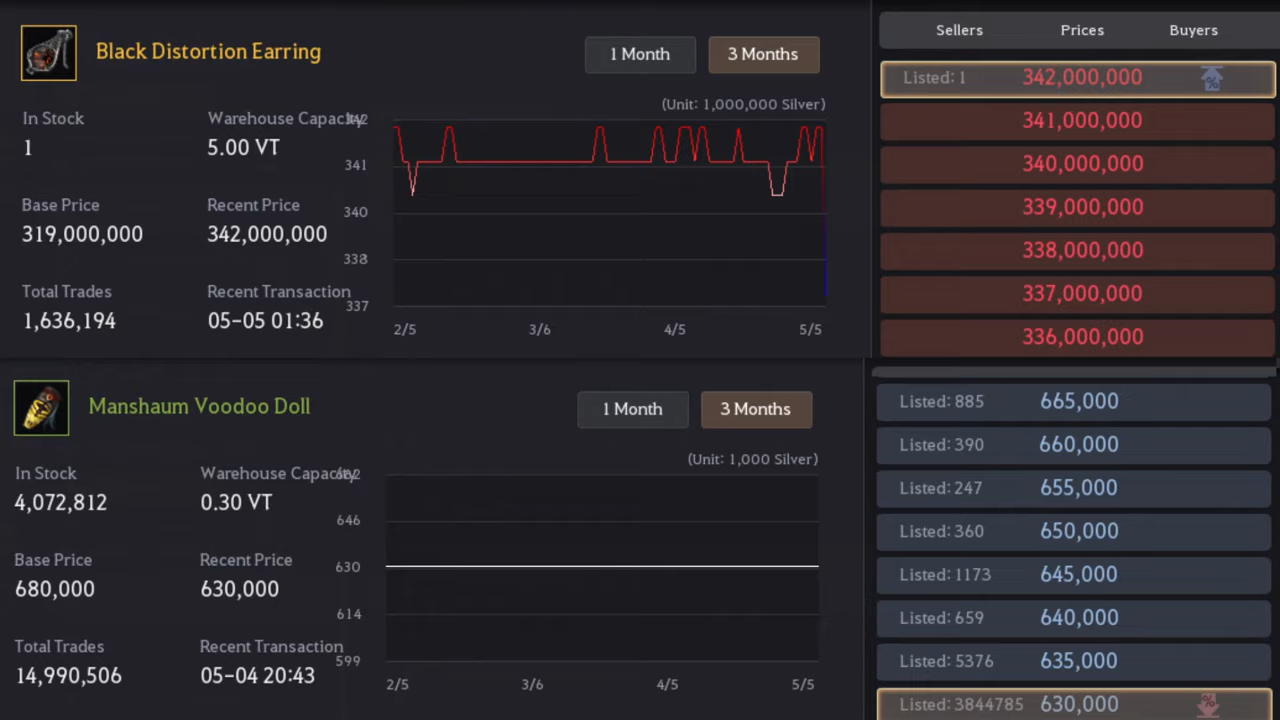 Black Distortion Earring
1 Month
3 Months
(Unit: 1,000,000 Silver)
In Stock
1
Warehouse Capacity
5.00 VT
Base Price
319,000,000
Recent Price
342,000,000
Total Trades
1,636,194
Recent Transaction
05-05 01:36
342
341
340
338
337
2/5 3/6 4/5 5/5
Sellers Prices Buyers
Listed: 1 342,000,000 %
341,000,000
340,000,000
339,000,000
338,000,000
337,000,000
336,000,000
Manshaum Voodoo Doll
1 Month
3 Months
(Unit: 1,000 Silver)
In Stock
4,072,812
Warehouse Capacity
0.30 VT
Base Price
680,000
Recent Price
630,000
Total Trades
14,990,506
Recent Transaction
05-04 20:43
662
646
630
614
599
2/5 3/6 4/5 5/5
Listed: 885 665,000
Listed: 390 660,000
Listed: 247 655,000
Listed: 360 650,000
Listed: 1173 645,000
Listed: 659 640,000
Listed: 5376 635,000
Listed: 3844785 630,000 %